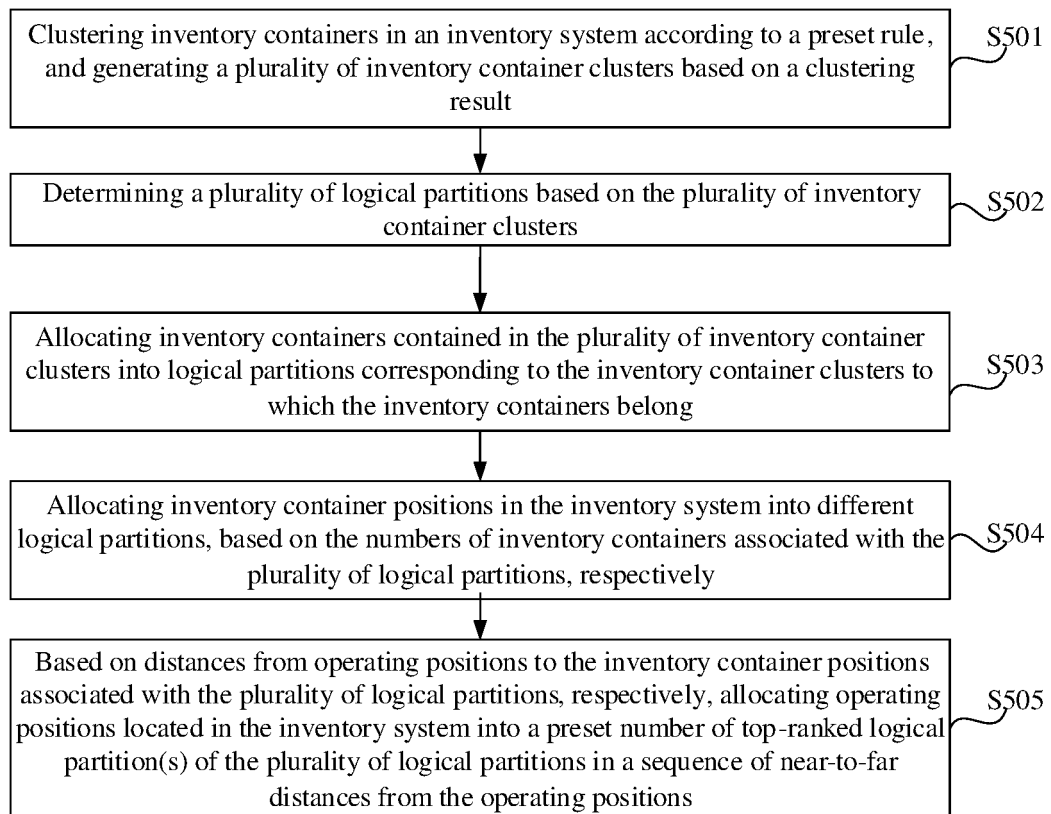 Clustering inventory containers in an inventory system according to a preset rule,
and generating a plurality of inventory container clusters based on a clustering
result
S501
Determining a plurality of logical partitions based on the plurality of inventory
container clusters
S502
Allocating inventory containers contained in the plurality of inventory container
clusters into logical partitions corresponding to the inventory container clusters to
which the inventory containers belong
S503
Allocating inventory container positions in the inventory system into different
logical partitions, based on the numbers of inventory containers associated with the
plurality of logical partitions, respectively
S504
Based on distances from operating positions to the inventory container positions
associated with the plurality of logical partitions, respectively, allocating operating
positions located in the inventory system into a preset number of top-ranked logical
partition(s) of the plurality of logical partitions in a sequence of near-to-far
distances from the operating positions
S505